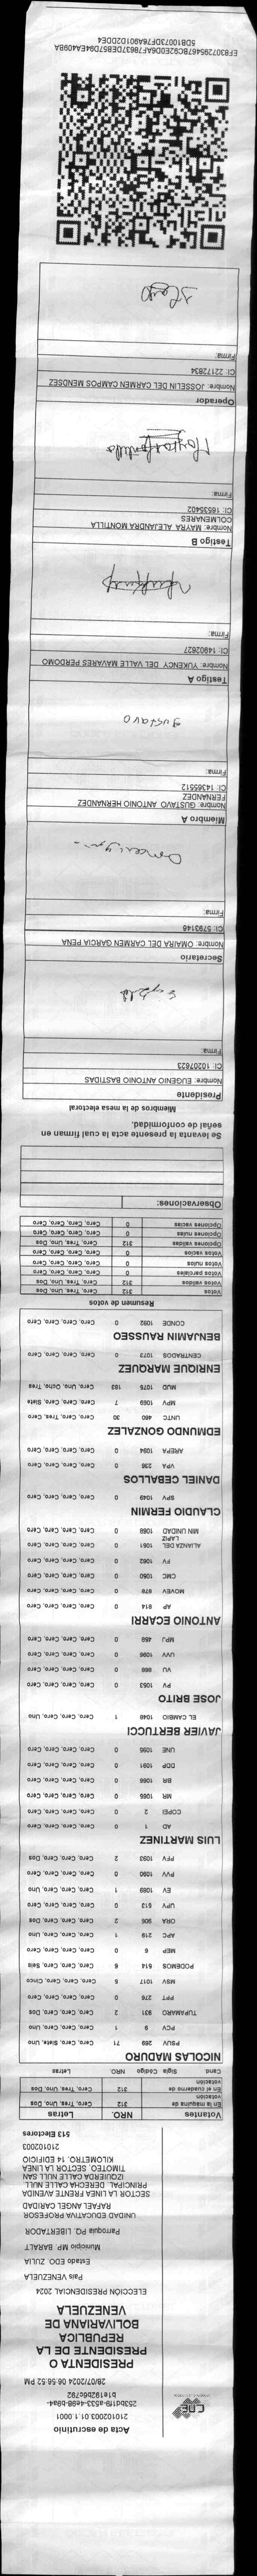 CNE
Acta de escrutinio
210102003.01.1.0001
28/07/2024 06:56:52 PM
PRESIDENTA O
PRESIDENTE DE LA
REPUBLICA
BOLIVARIANA DE
VENEZUELA
ELECCIÓN PRESIDENCIAL 2024
País VENEZUELA
Estado EDO. ZULIA
Municipio MP. BARALT
Parroquia PQ. LIBERTADOR
UNIDAD EDUCATIVA PROFESOR
RAFAEL ANGEL CARIDAD
SECTOR LA LINEA FRENTE AVENIDA
PRINCIPAL. DERECHA CALLE NULL.
IZQUIERDA CALLE NULL SAN
TIMOTEO. SECTOR LA LINEA
KILOMETRO. 14 EDIFICIO
210102003
513 Electores
Votantes NRO. Letras
En la máquina de votación 312 Cero, Tres, Uno, Dos
En el cuaderno de votación 312 Cero, Tres, Uno, Dos
Cand. Sigla Código NRO. Letras
NICOLAS MADURO
PSUV 269 71 Cero, Cero, Siete, Uno
PCV 9 1 Cero, Cero, Cero, Uno
TUPAMARO 831 2 Cero, Cero, Cero, Dos
PPT 276 0 Cero, Cero, Cero, Cero
MSV 1017 5 Cero, Cero, Cero, Cinco
PODEMOS 514 6 Cero, Cero, Cero, Seis
MEP 6 0 Cero, Cero, Cero, Cero
APC 219 1 Cero, Cero, Cero, Uno
ORA 906 2 Cero, Cero, Cero, Dos
UPV 613 0 Cero, Cero, Cero, Cero
EV 1089 1 Cero, Cero, Cero, Uno
PVV 1090 0 Cero, Cero, Cero, Cero
PFV 1093 2 Cero, Cero, Cero, Dos
LUIS MARTINEZ
AD 1 0 Cero, Cero, Cero, Cero
COPEI 2 0 Cero, Cero, Cero, Cero
MR 1065 0 Cero, Cero, Cero, Cero
BR 1066 0 Cero, Cero, Cero, Cero
DDP 1091 0 Cero, Cero, Cero, Cero
UNE 1095 0 Cero, Cero, Cero, Cero
JAVIER BERTUCCI
EL CAMBIO 1048 1 Cero, Cero, Cero, Uno
JOSE BRITO
PV 1053 0 Cero, Cero, Cero, Cero
VU 888 0 Cero, Cero, Cero, Cero
UVV 1096 0 Cero, Cero, Cero, Cero
MPJ 459 0 Cero, Cero, Cero, Cero
ANTONIO ECARRI
AP 814 0 Cero, Cero, Cero, Cero
MOVEV 878 0 Cero, Cero, Cero, Cero
CMC 1050 0 Cero, Cero, Cero, Cero
FV 1062 0 Cero, Cero, Cero, Cero
ALIANZA DEL LAPIZ 1051 0 Cero, Cero, Cero, Cero
MIN UNIDAD 1068 0 Cero, Cero, Cero, Cero
CLAUDIO FERMIN
SPV 1049 0 Cero, Cero, Cero, Cero
DANIEL CEBALLOS
VPA 236 0 Cero, Cero, Cero, Cero
AREPA 1094 0 Cero, Cero, Cero, Cero
EDMUNDO GONZALEZ
UNTC 480 30 Cero, Cero, Tres, Cero
MPV 1069 7 Cero, Cero, Cero, Siete
MUD 1075 183 Cero, Uno, Ocho, Tres
ENRIQUE MARQUEZ
CENTRADOS 1073 0 Cero, Cero, Cero, Cero
BENJAMIN RAUSSEO
CONDE 1092 0 Cero, Cero, Cero, Cero
Resumen de votos
Votos 312 Cero, Tres, Uno, Dos
Votos válidos 312 Cero, Tres, Uno, Dos
Votos parciales 0 Cero, Cero, Cero, Cero
Votos nulos 0 Cero, Cero, Cero, Cero
Votos vacíos 0 Cero, Cero, Cero, Cero
Opciones válidas 312 Cero, Tres, Uno, Dos
Opciones nulas 0 Cero, Cero, Cero, Cero
Opciones vacías 0 Cero, Cero, Cero, Cero
Observaciones:
Se levanta la presente acta la cual firman en
señal de conformidad.
Miembros de la mesa electoral
Presidente
Nombre: EUGENIO ANTONIO BASTIDAS
CI: 10207623
Firma:
Secretario
Nombre: OMAIRA DEL CARMEN GARCIA PEÑA
CI: 5793146
Firma:
Miembro A
Nombre: GUSTAVO ANTONIO HERNANDEZ
FERNANDEZ
CI: 14365512
Firma:
gustavo
Testigo A
Nombre: YUKENCY DEL VALLE MAVARES PERDOMO
CI: 14902827
Firma:
Testigo B
Nombre: MAYRA ALEJANDRA MONTILLA
COLMENARES
CI: 16535402
Firma:
Operador
Nombre: JOSSELIN DEL CARMEN CAMPOS MENDSEZ
CI: 22172834
Firma: